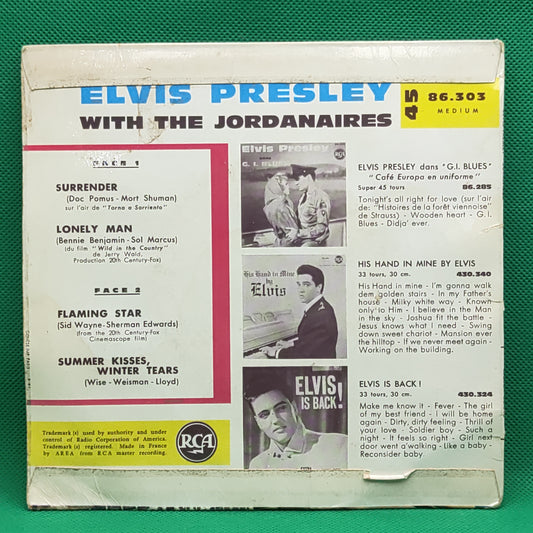 ELVIS PRESLEY
WITH THE JORDANAIRES
45
86.303
MEDIUM
FACE 1
SURRENDER
(Doc Pomus - Mort Shuman)
sur l'air de "Torna a Sorriento")
LONELY MAN
(Bennie Benjamin - Sol Marcus)
(du film "Wild in the Country"
de Jerry Wald,
Production 20th Century-Fox)
FACE 2
FLAMING STAR
(Sid Wayne-Sherman Edwards)
(from the 20th Century-Fox
Cinemascope film)
SUMMER KISSES,
WINTER TEARS
(Wise - Weisman - Lloyd)
Trademark(s) used by authority and under
control of Radio Corporation of America.
Trademark(s) registered. Made in France
by AREA from RCA master recording.
RCA
Elvis Presley
G.I. BLUES
RCA
His Hand in Mine
by
Elvis
ELVIS
IS BACK!
ELVIS PRESLEY dans "G.I. BLUES"
"Café Europa en uniforme"
Super 45 tours 86.285
Tonight's all right for love (sur l'air
de: "Histoires de la forêt viennoise"
de Strauss) - Wooden heart - G.I.
Blues - Didja' ever.
HIS HAND IN MINE BY ELVIS
33 tours, 30 cm. 430.340
His Hand in mine - I'm gonna walk
dem golden stairs - In my Father's
house - Milky white way - Known
only to Him - I believe in the Man
in the sky - Joshua fit the battle -
Jesus knows what I need - Swing
down sweet chariot - Mansion over
the hilltop - If we never meet again -
Working on the building.
ELVIS IS BACK!
33 tours, 30 cm. 430.324
Make me know it - Fever - The girl
of my best friend - I will be home
again - Dirty, dirty feeling - Thrill of
your love - Soldier boy - Such a
night - It feels so right - Girl next
door went a'walking - Like a baby -
Reconsider baby